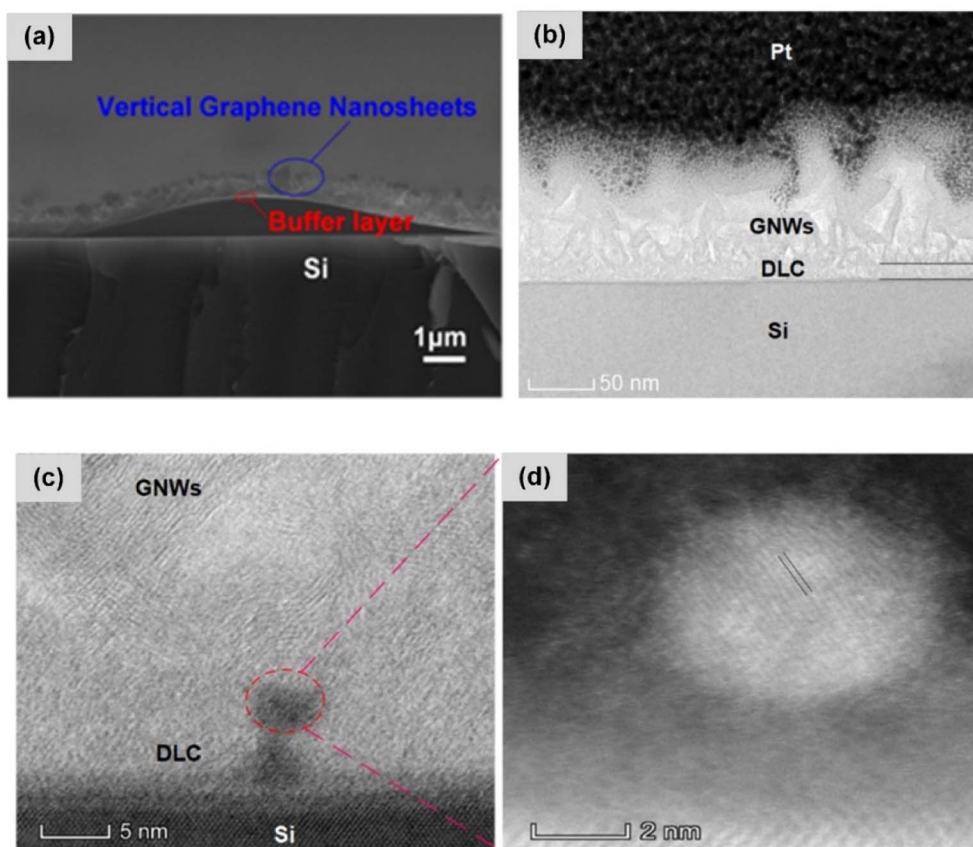 (a)
Vertical Graphene Nanosheets
Buffer layer
Si
1μm
(b)
Pt
GNWs
DLC
Si
50 nm
(c)
GNWs
DLC
Si
5 nm
(d)
2 nm